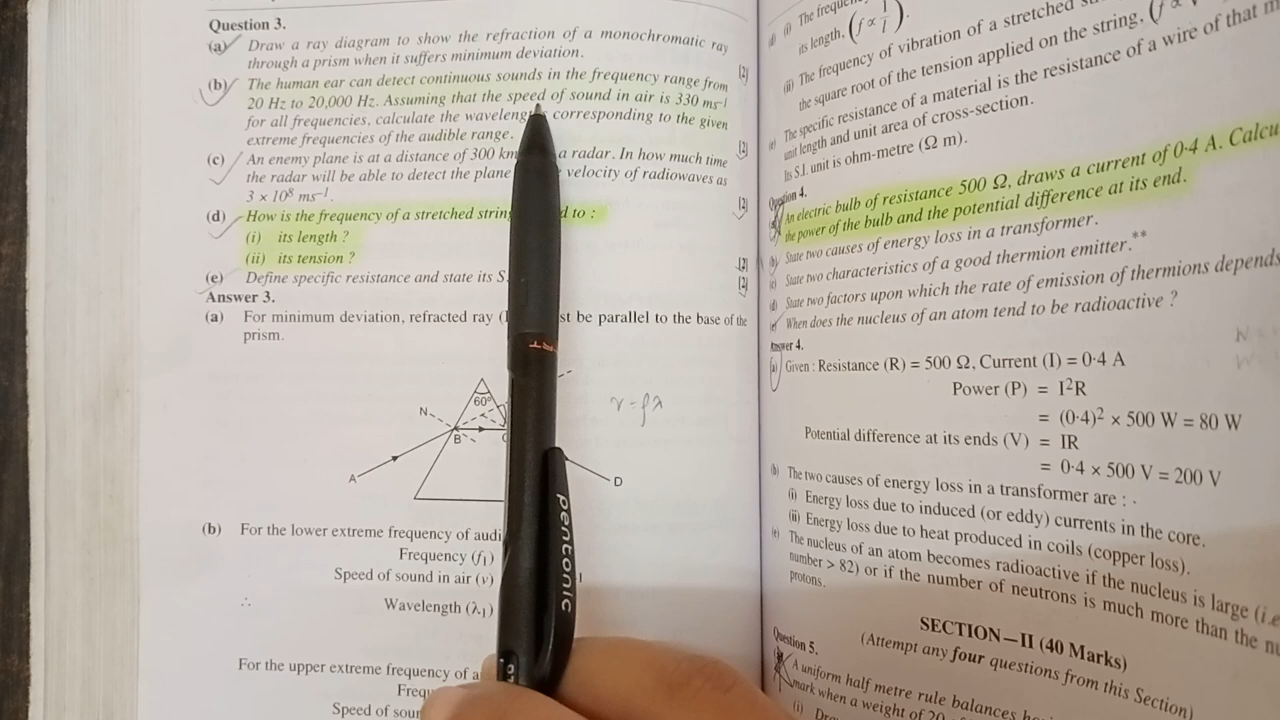 Question 3.
(a) Draw a ray diagram to show the refraction of a monochromatic ray
through a prism when it suffers minimum deviation. [2]
(b) The human ear can detect continuous sounds in the frequency range from
20 Hz to 20,000 Hz. Assuming that the speed of sound in air is 330 ms⁻¹
for all frequencies, calculate the corresponding to the given
extreme frequencies of the audible range. [2]
(c) An enemy plane is at a distance of 300 km a radar. In how much time
the radar will be able to detect the plane velocity of radiowaves as
3 × 10⁸ ms⁻¹. [2]
(d) How is the frequency of a stretched string to :
(i) its length ?
(ii) its tension ? [2]
(e) Define specific resistance and state its S. [2]
Answer 3.
(a) For minimum deviation, refracted ray be parallel to the base of the
prism.
60°
N
B
A
D
v = fλ
(b) For the lower extreme frequency of
Frequency (f₁)
Speed of sound in air (v)
∴ Wavelength (λ₁)
For the upper extreme frequency of
Speed of
pentonic
(d) (i) The
its length, (f ∝ 1/l).
(ii) The frequency of vibration of a stretched
the square root of the tension applied on the string,
(e) The specific resistance of a material is the resistance of a wire of that
unit length and unit area of cross-section.
Its S.I. unit is ohm-metre (Ω m).
Question 4.
An electric bulb of resistance 500 Ω, draws a current of 0·4 A.
the power of the bulb and the potential difference at its end.
(b) State two causes of energy loss in a transformer.
(c) State two characteristics of a good thermion emitter.**
(d) State two factors upon which the rate of emission of thermions depends
(e) When does the nucleus of an atom tend to be radioactive ?
Answer 4.
(a) Given : Resistance (R) = 500 Ω, Current (I) = 0·4 A
Power (P) = I²R
= (0·4)² × 500 W = 80 W
Potential difference at its ends (V) = IR
= 0·4 × 500 V = 200 V
(b) The two causes of energy loss in a transformer are :
(i) Energy loss due to induced (or eddy) currents in the core.
(ii) Energy loss due to heat produced in coils (copper loss).
(e) The nucleus of an atom becomes radioactive if the nucleus is large (i.e
number > 82) or if the number of neutrons is much more than the
protons.
SECTION—II (40 Marks)
(Attempt any four questions from this Section)
Question 5.
A uniform half metre rule balances
mark when a weight of 20
(i)